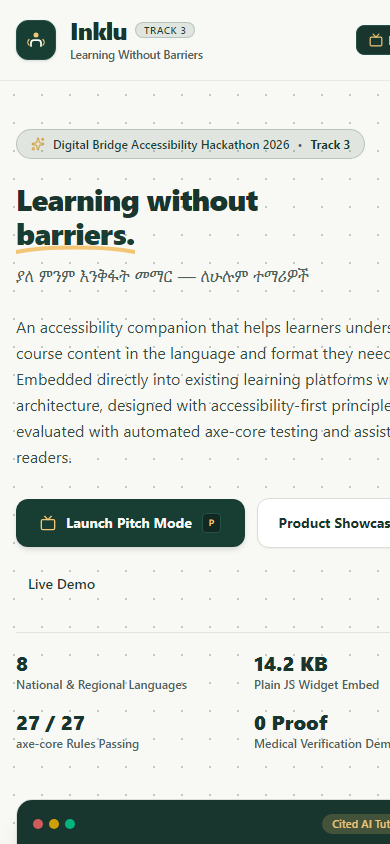 Inklu TRACK 3
Learning Without Barriers
Digital Bridge Accessibility Hackathon 2026 • Track 3
Learning without
barriers.
ያለ ምንም እንቅፋት መማር — ለሁሉም ተማሪዎች
An accessibility companion that helps learners unders
course content in the language and format they need
Embedded directly into existing learning platforms wi
architecture, designed with accessibility-first principle
evaluated with automated axe-core testing and assist
readers.
Launch Pitch Mode P
Product Showcas
Live Demo
8
National & Regional Languages
14.2 KB
Plain JS Widget Embed
27 / 27
axe-core Rules Passing
0 Proof
Medical Verification Dem
Cited AI Tut